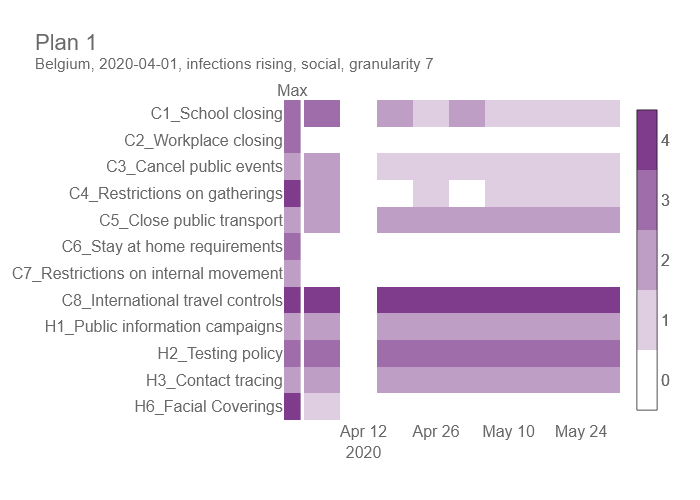 Plan 1
Belgium, 2020-04-01, infections rising, social, granularity 7
Max
C1_School closing
C2_Workplace closing
C3_Cancel public events
C4_Restrictions on gatherings
C5_Close public transport
C6_Stay at home requirements
C7_Restrictions on internal movement
C8_International travel controls
H1_Public information campaigns
H2_Testing policy
H3_Contact tracing
H6_Facial Coverings
4
3
2
1
0
Apr 12 Apr 26 May 10 May 24
2020